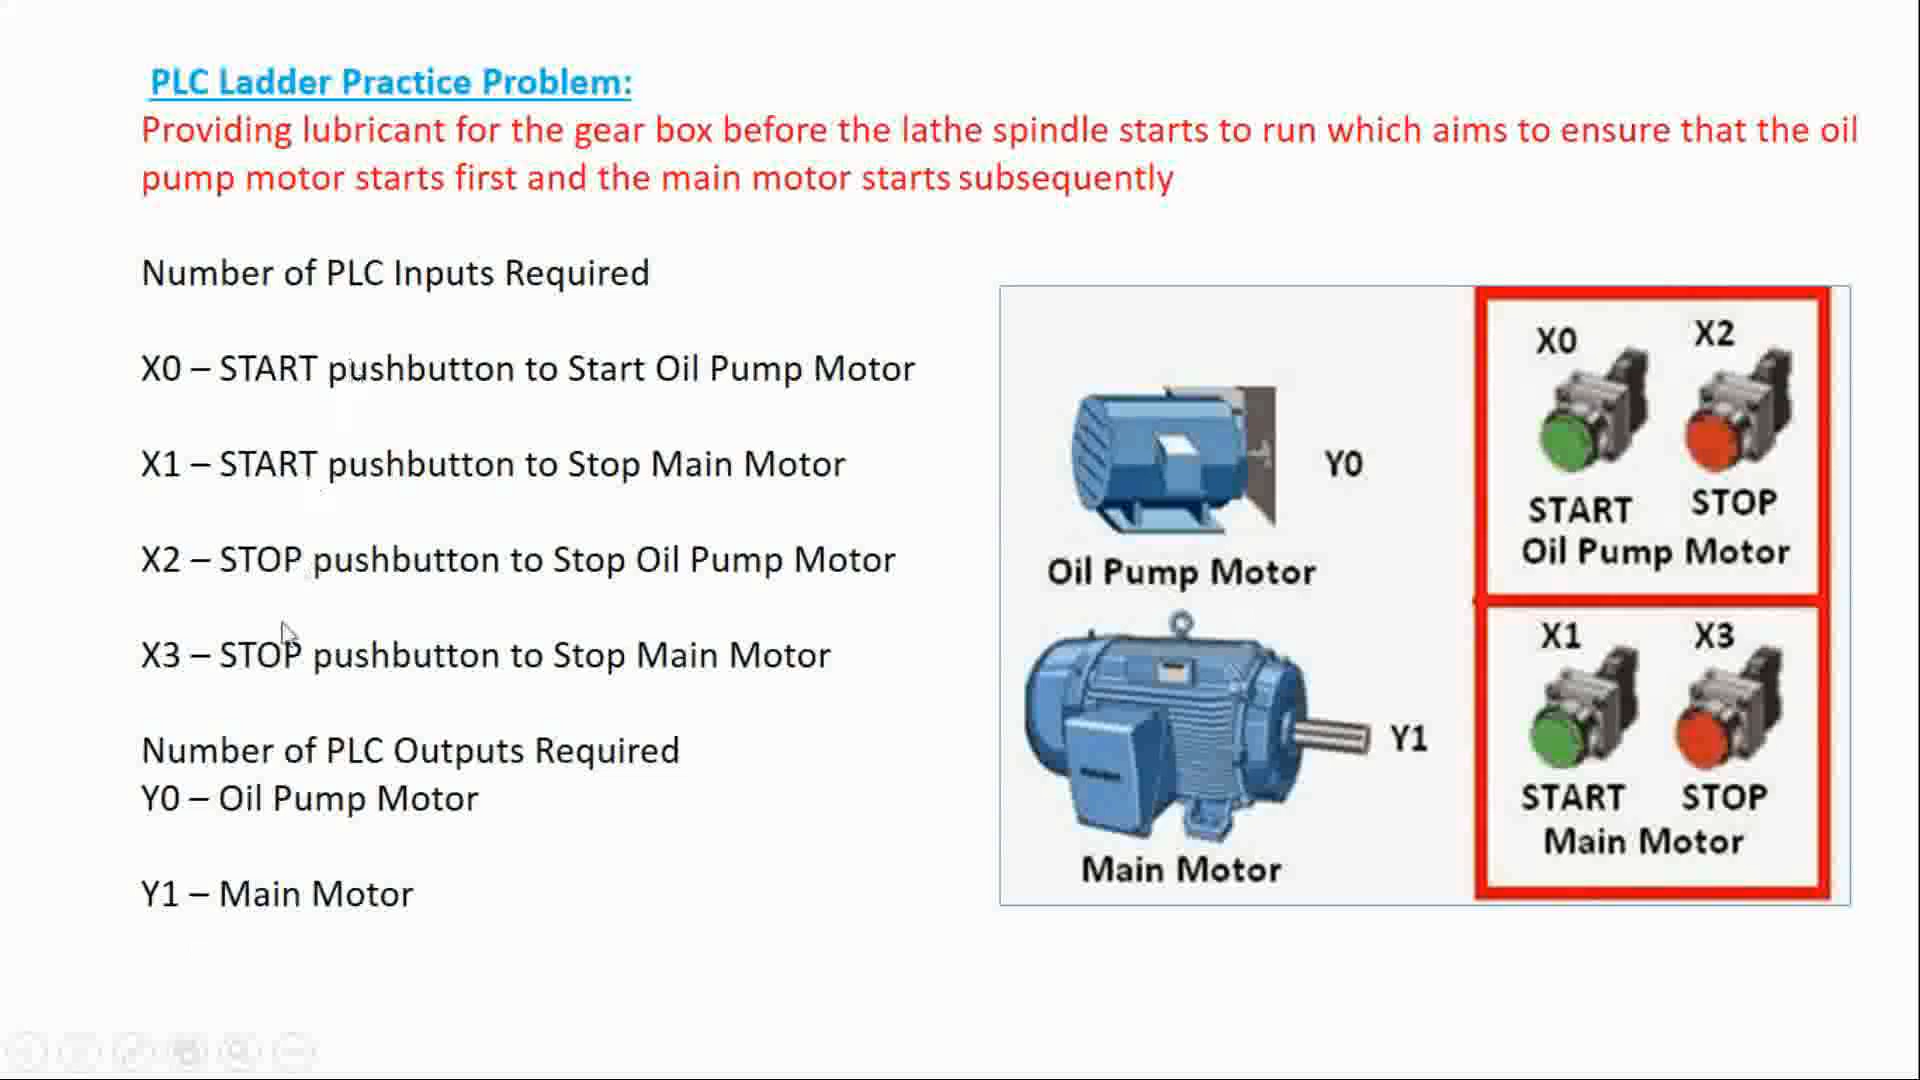 PLC Ladder Practice Problem:
Providing lubricant for the gear box before the lathe spindle starts to run which aims to ensure that the oil
pump motor starts first and the main motor starts subsequently
Number of PLC Inputs Required
X0 – START pushbutton to Start Oil Pump Motor
X1 – START pushbutton to Stop Main Motor
X2 – STOP pushbutton to Stop Oil Pump Motor
X3 – STOP pushbutton to Stop Main Motor
Number of PLC Outputs Required
Y0 – Oil Pump Motor
Y1 – Main Motor
Y0
Oil Pump Motor
Y1
Main Motor
X0 X2
START STOP
Oil Pump Motor
X1 X3
START STOP
Main Motor